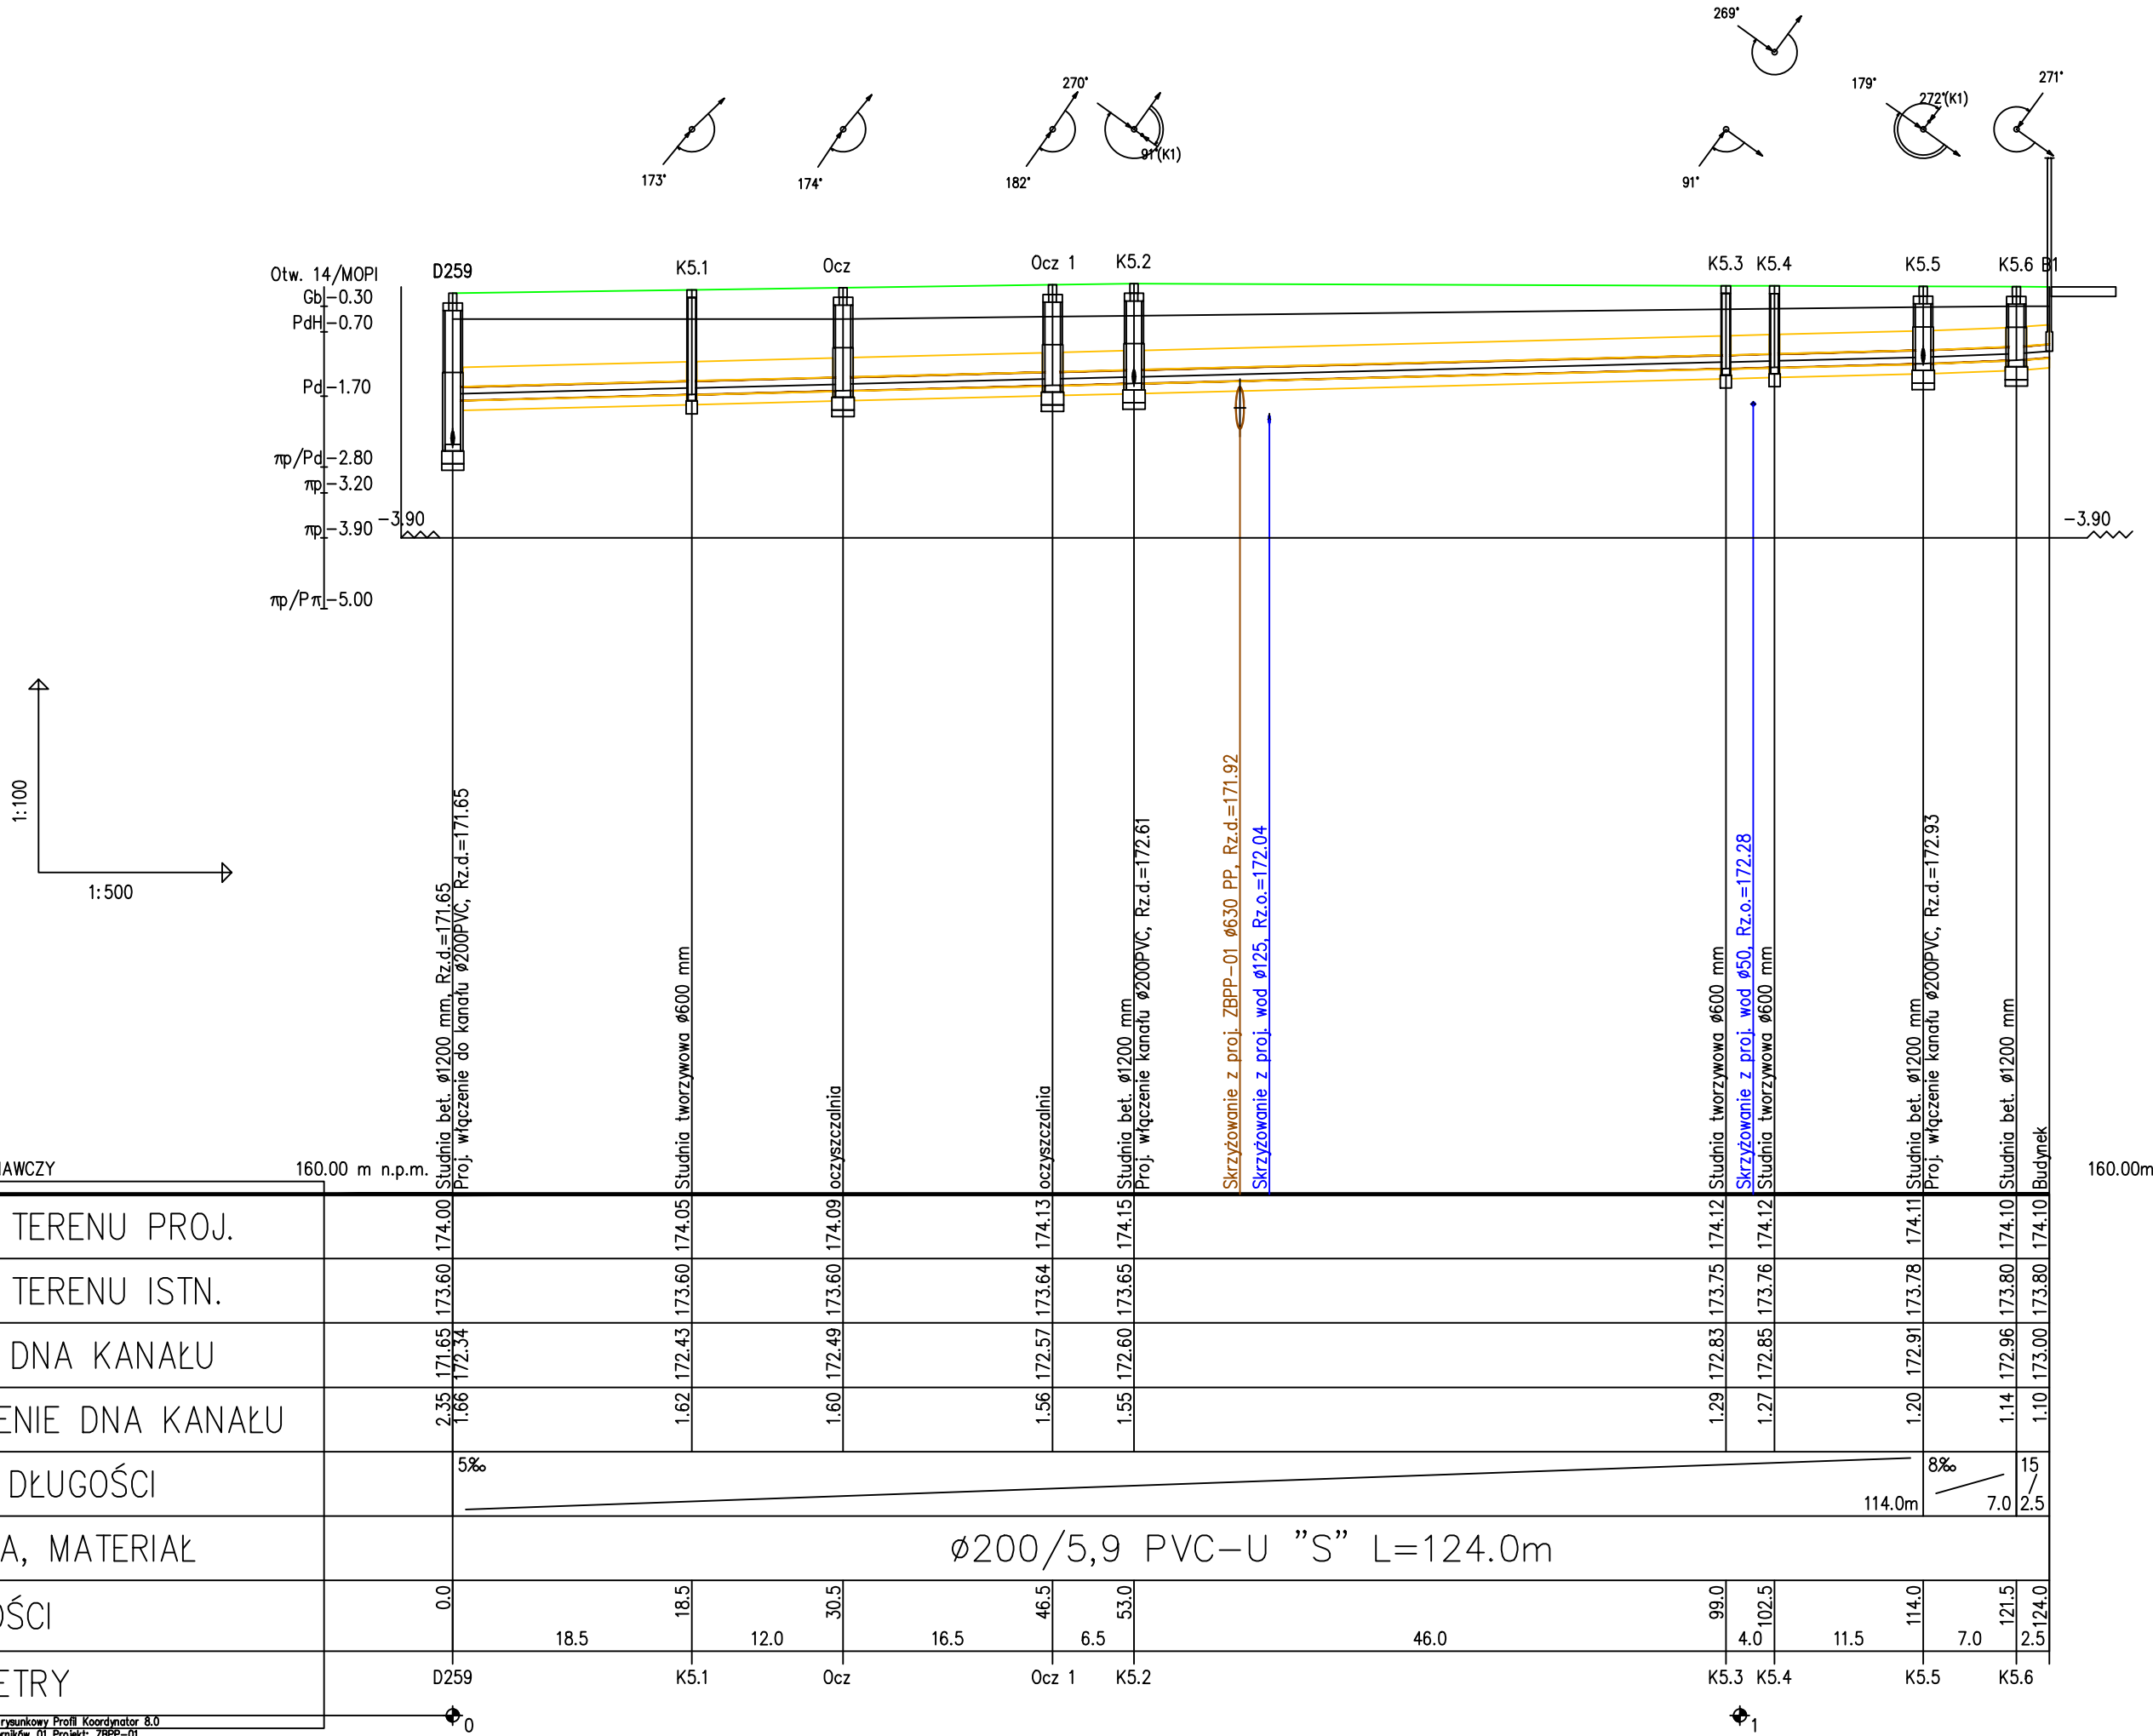 269°
270°
179°
272°(K1)
271°
91°(K1)
173°
174°
182°
91°
Otw. 14/MOPI
D259
K5.1
Ocz
Ocz 1
K5.2
K5.3
K5.4
K5.5
K5.6
B1
Gb -0.30
PdH -0.70
Pd -1.70
πp/Pd -2.80
πp -3.20
πp -3.90
-3.90
-3.90
πp/Pπ -5.00
1:100
1:500
Studnia bet. ø1200 mm, Rz.d.=171.65
Proj. włączenie do kanału ø200PVC, Rz.d.=171.65
Studnia tworzywowa ø600 mm
oczyszczalnia
oczyszczalnia
Studnia bet. ø1200 mm
Proj. włączenie kanału ø200PVC, Rz.d.=172.61
Skrzyżowanie z proj. ZBPP-01 ø630 PP, Rz.d.=171.92
Skrzyżowanie z proj. wod ø125, Rz.o.=172.04
Studnia tworzywowa ø600 mm
Skrzyżowanie z proj. wod ø50, Rz.o.=172.28
Studnia tworzywowa ø600 mm
Studnia bet. ø1200 mm
Proj. włączenie kanału ø200PVC, Rz.d.=172.93
Studnia bet. ø1200 mm
Budynek
AWCZY 160.00 m n.p.m. 160.00m
TERENU PROJ. 174.00 174.05 174.09 174.13 174.15 174.12 174.12 174.11 174.10 174.10
TERENU ISTN. 173.60 173.60 173.60 173.64 173.65 173.75 173.76 173.78 173.80 173.80
DNA KANAŁU 171.65 172.34 172.43 172.49 172.57 172.60 172.83 172.85 172.91 172.96 173.00
ENIE DNA KANAŁU 2.35 1.66 1.62 1.60 1.56 1.55 1.29 1.27 1.20 1.14 1.10
DŁUGOŚCI 5‰ 114.0m 8‰ 7.0 15 2.5
A, MATERIAŁ ø200/5,9 PVC-U "S" L=124.0m
OŚCI 0.0 18.5 30.5 46.5 53.0 99.0 102.5 114.0 121.5 124.0
18.5 12.0 16.5 6.5 46.0 4.0 11.5 7.0 2.5
ETRY D259 K5.1 Ocz Ocz 1 K5.2 K5.3 K5.4 K5.5 K5.6
rysunkowy Profil Koordynator 8.0
0 1
01 Projekt: ZBPP-01